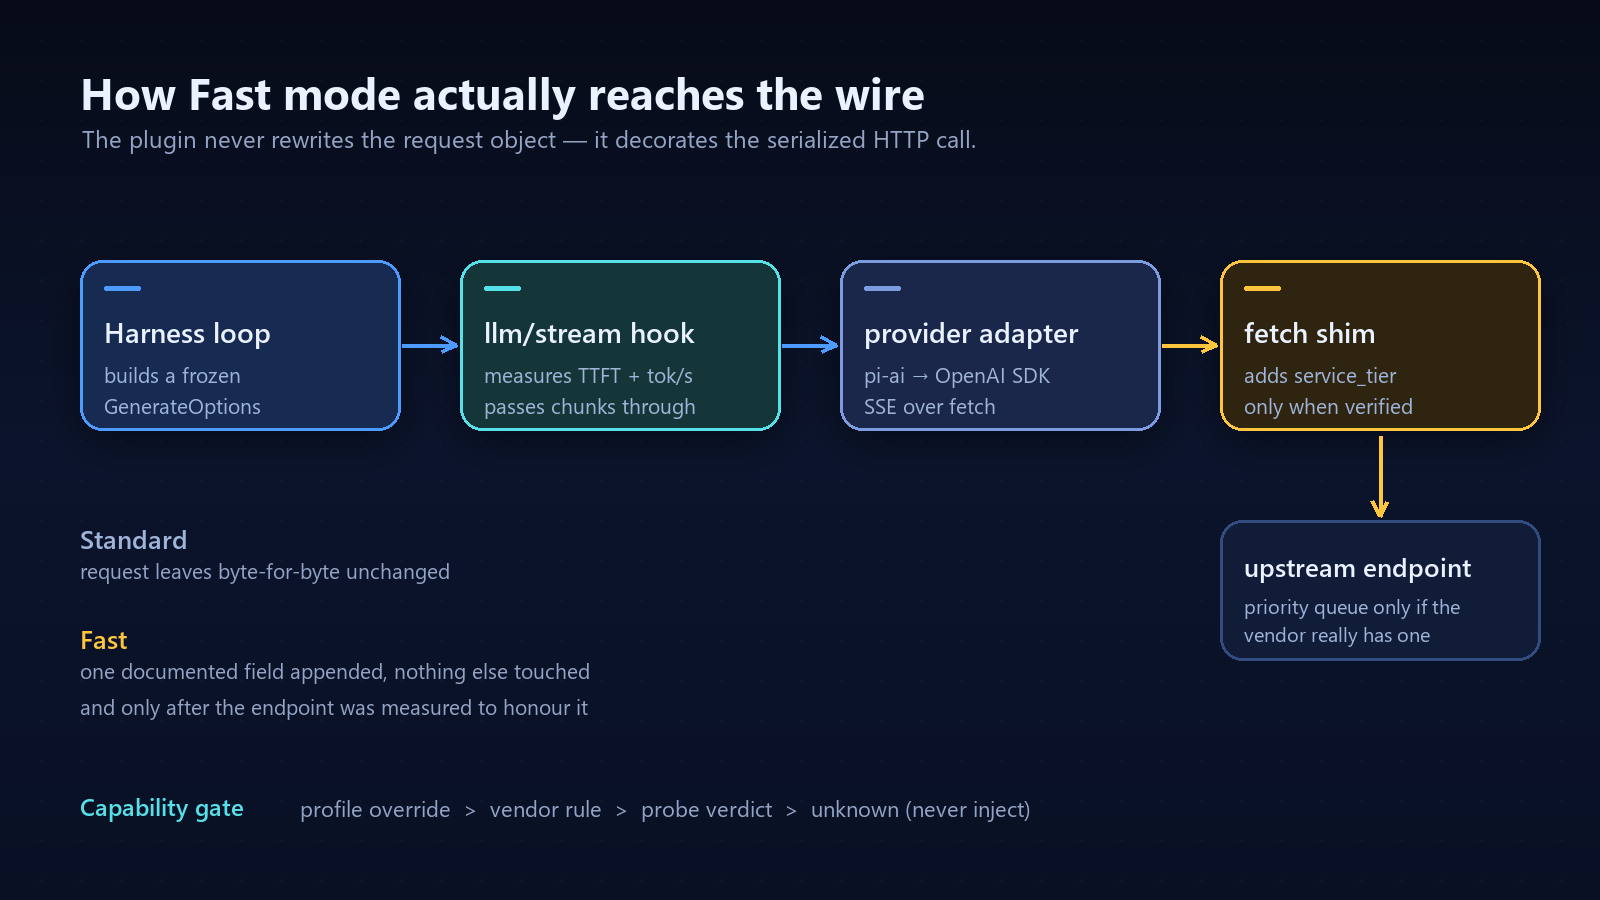 How Fast mode actually reaches the wire
The plugin never rewrites the request object — it decorates the serialized HTTP call.
Harness loop
builds a frozen
GenerateOptions
llm/stream hook
measures TTFT + tok/s
passes chunks through
provider adapter
pi-ai → OpenAI SDK
SSE over fetch
fetch shim
adds service_tier
only when verified
upstream endpoint
priority queue only if the
vendor really has one
Standard
request leaves byte-for-byte unchanged
Fast
one documented field appended, nothing else touched
and only after the endpoint was measured to honour it
Capability gate profile override > vendor rule > probe verdict > unknown (never inject)